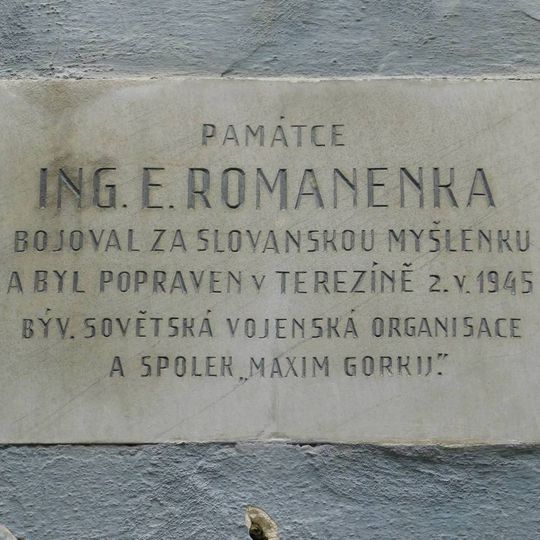 PAMÁTCE
ING. E. ROMANENKA
BOJOVAL ZA SLOVANSKOU MYŠLENKU
A BYL POPRAVEN V TEREZÍNĚ 2. V. 1945
BÝV. SOVĚTSKÁ VOJENSKÁ ORGANISACE
A SPOLEK „MAXIM GORKIJ."